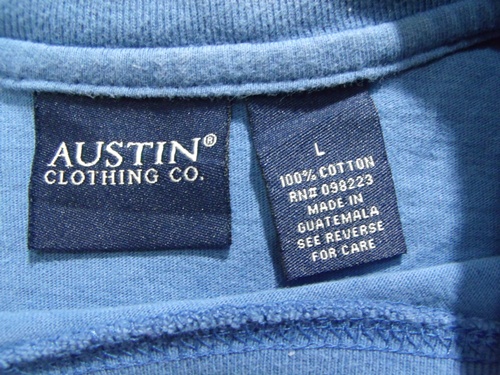 AUSTIN®
CLOTHING CO.
L
100% COTTON
RN# 098223
MADE IN
GUATEMALA
SEE REVERSE
FOR CARE